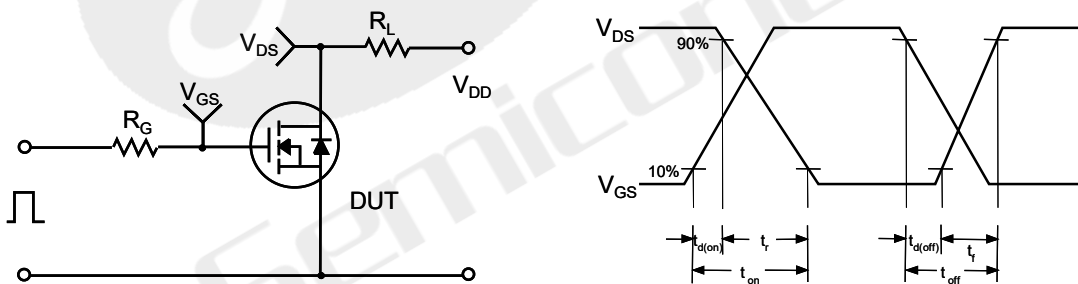 R_L
V_DS
V_DD
V_GS
R_G
DUT
V_DS
90%
10%
V_GS
t_d(on)
t_r
t_on
t_d(off)
t_f
t_off